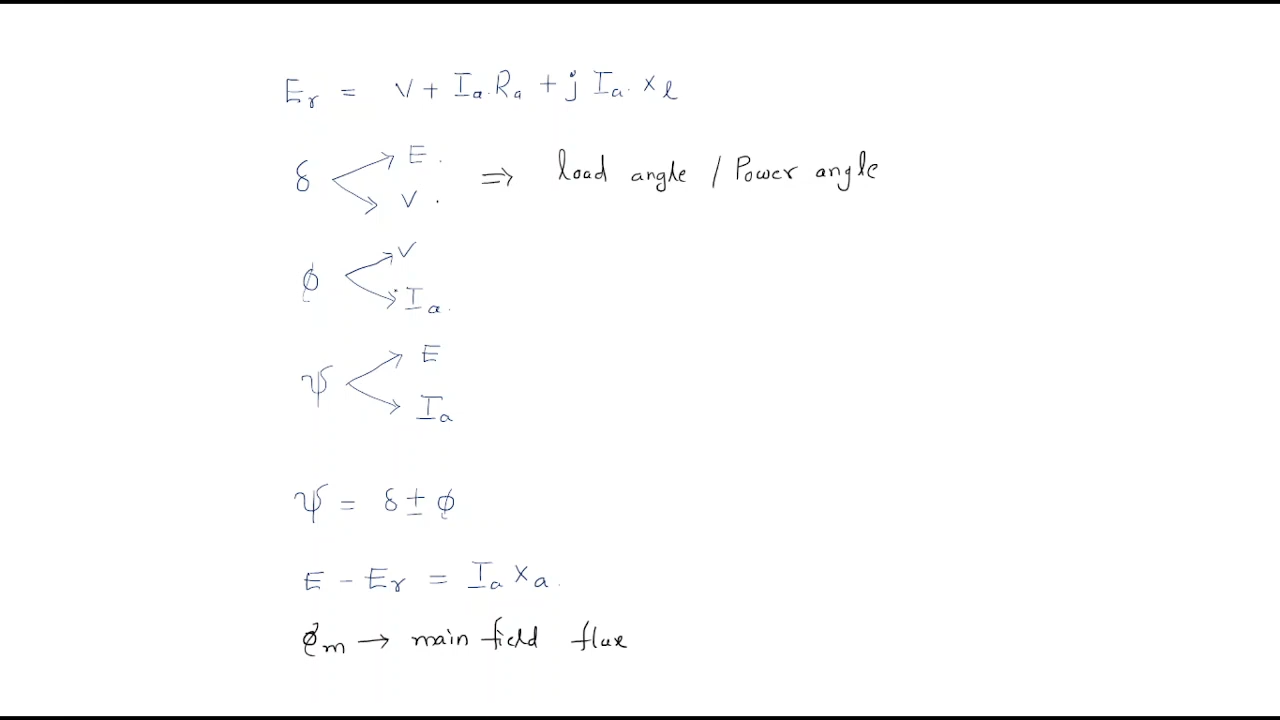 Er = V + Ia.Ra + j Ia. Xl
δ E. V. ⇒ load angle / Power angle
ϕ V Ia.
ψ E Ia
ψ = δ ± ϕ
E - Er = Ia Xa.
ϕm → main field flux